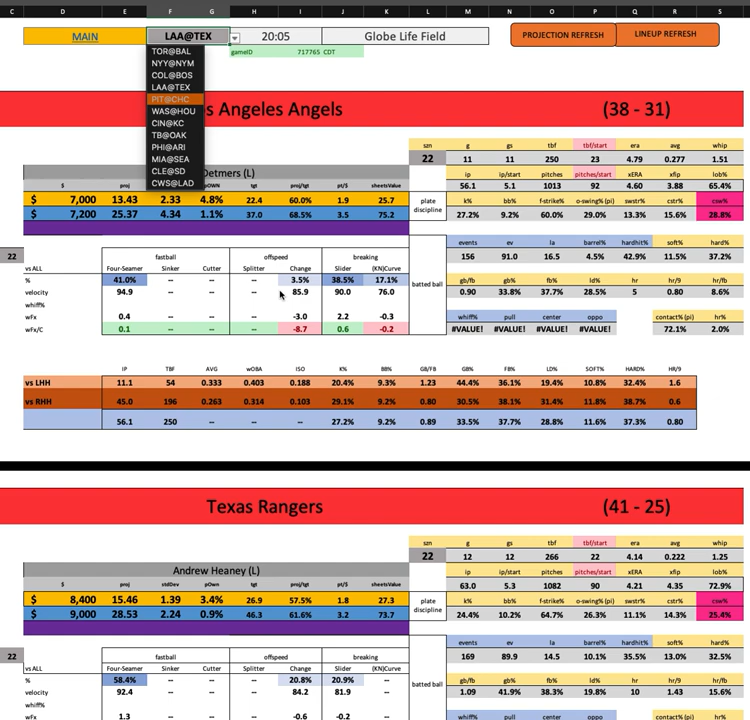 C D E F G H I J K L M N O P Q R S
MAIN LAA@TEX 20:05 Globe Life Field PROJECTION REFRESH LINEUP REFRESH
gameID 717765 CDT
TOR@BAL
NYY@NYM
COL@BOS
LAA@TEX
PIT@CHC
WAS@HOU
CIN@KC
TB@OAK
PHI@ARI
MIA@SEA
CLE@SD
CWS@LAD
s Angeles Angels (38 - 31)
szn g gs tbf tbf/start era avg whip
22 11 11 250 23 4.79 0.277 1.51
Detmers (L)
ip ip/start pitches pitches/start xERA xfip lob%
56.1 5.1 1013 92 4.60 3.88 65.4%
$ proj pOWN tgt proj/tgt pt/$ sheetsValue
$ 7,000 13.43 2.33 4.8% 22.4 60.0% 1.9 25.7
$ 7,200 25.37 4.34 1.1% 37.0 68.5% 3.5 75.2
plate discipline
k% bb% f-strike% o-swing% (pi) swstr% cstr% csw%
27.2% 9.2% 60.0% 29.0% 13.3% 15.6% 28.8%
22 fastball offspeed breaking
vs ALL Four-Seamer Sinker Cutter Splitter Change Slider (KN)Curve
% 41.0% -- -- -- 3.5% 38.5% 17.1%
velocity 94.9 -- -- -- 85.9 90.0 76.0
whiff%
wFx 0.4 -- -- -- -3.0 2.2 -0.3
wFx/C 0.1 -- -- -- -8.7 0.6 -0.2
batted ball
events ev la barrel% hardhit% soft% hard%
156 91.0 16.5 4.5% 42.9% 11.5% 37.2%
gb/fb gb% fb% ld% hr hr/9 hr/fb
0.90 33.8% 37.7% 28.5% 5 0.80 8.6%
whiff% pull center oppo contact% (pi) hr%
#VALUE! #VALUE! #VALUE! #VALUE! 72.1% 2.0%
IP TBF AVG wOBA ISO K% BB% GB/FB GB% FB% LD% SOFT% HARD% HR/9
vs LHH 11.1 54 0.333 0.403 0.188 20.4% 9.3% 1.23 44.4% 36.1% 19.4% 10.8% 32.4% 1.6
vs RHH 45.0 196 0.263 0.314 0.103 29.1% 9.2% 0.80 30.5% 38.1% 31.4% 11.8% 38.7% 0.6
56.1 250 -- -- -- 27.2% 9.2% 0.89 33.5% 37.7% 28.8% 11.6% 37.3% 0.80
Texas Rangers (41 - 25)
szn g gs tbf tbf/start era avg whip
22 12 12 266 22 4.14 0.222 1.25
Andrew Heaney (L)
ip ip/start pitches pitches/start xERA xfip lob%
63.0 5.3 1082 90 4.21 4.35 72.9%
$ proj stdDev pOwn tgt proj/tgt pt/$ sheetsValue
$ 8,400 15.46 1.39 3.4% 26.9 57.5% 1.8 27.3
$ 9,000 28.53 2.24 0.9% 46.3 61.6% 3.2 73.7
plate discipline
k% bb% f-strike% o-swing% (pi) swstr% cstr% csw%
24.4% 10.2% 64.7% 26.3% 11.1% 14.3% 25.4%
22 fastball offspeed breaking
vs ALL Four-Seamer Sinker Cutter Splitter Change Slider (KN)Curve
% 58.4% -- -- -- 20.8% 20.9% --
velocity 92.4 -- -- -- 84.2 81.9 --
whiff%
wFx 1.3 -- -- -- -0.6 -0.2 --
batted ball
events ev la barrel% hardhit% soft% hard%
169 89.9 14.5 10.1% 35.5% 13.0% 32.5%
gb/fb gb% fb% ld% hr hr/9 hr/fb
1.09 41.9% 38.3% 19.8% 10 1.43 15.6%
whiff% pull center oppo contact% (pi) hr%